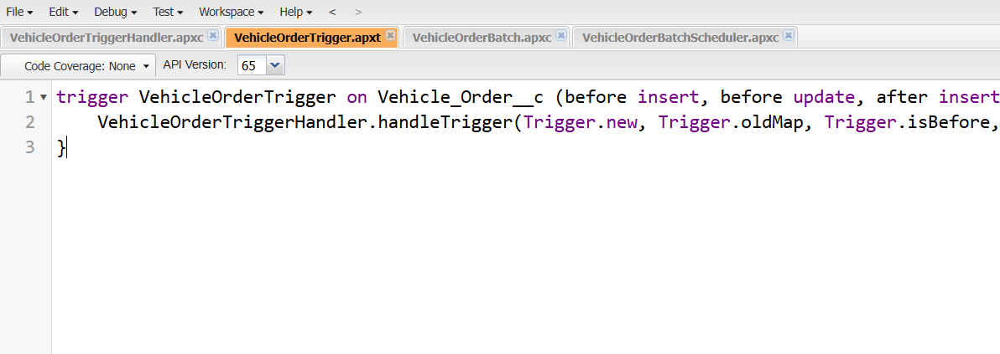 File Edit Debug Test Workspace Help < >
VehicleOrderTriggerHandler.apxc VehicleOrderTrigger.apxt VehicleOrderBatch.apxc VehicleOrderBatchScheduler.apxc
Code Coverage: None API Version: 65
1 trigger VehicleOrderTrigger on Vehicle_Order__c (before insert, before update, after insert
2 VehicleOrderTriggerHandler.handleTrigger(Trigger.new, Trigger.oldMap, Trigger.isBefore,
3 }